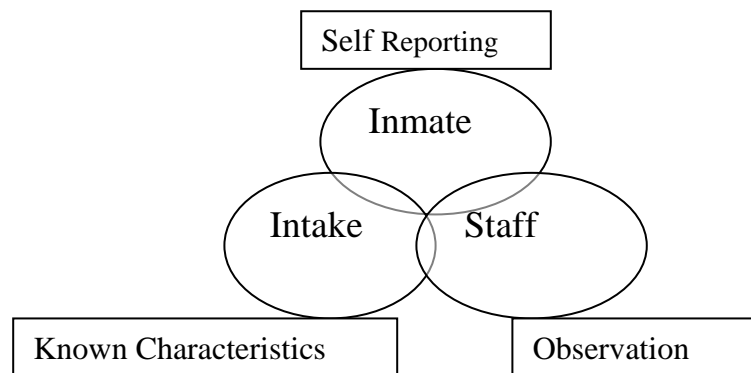 Self Reporting
Inmate
Intake
Staff
Known Characteristics
Observation